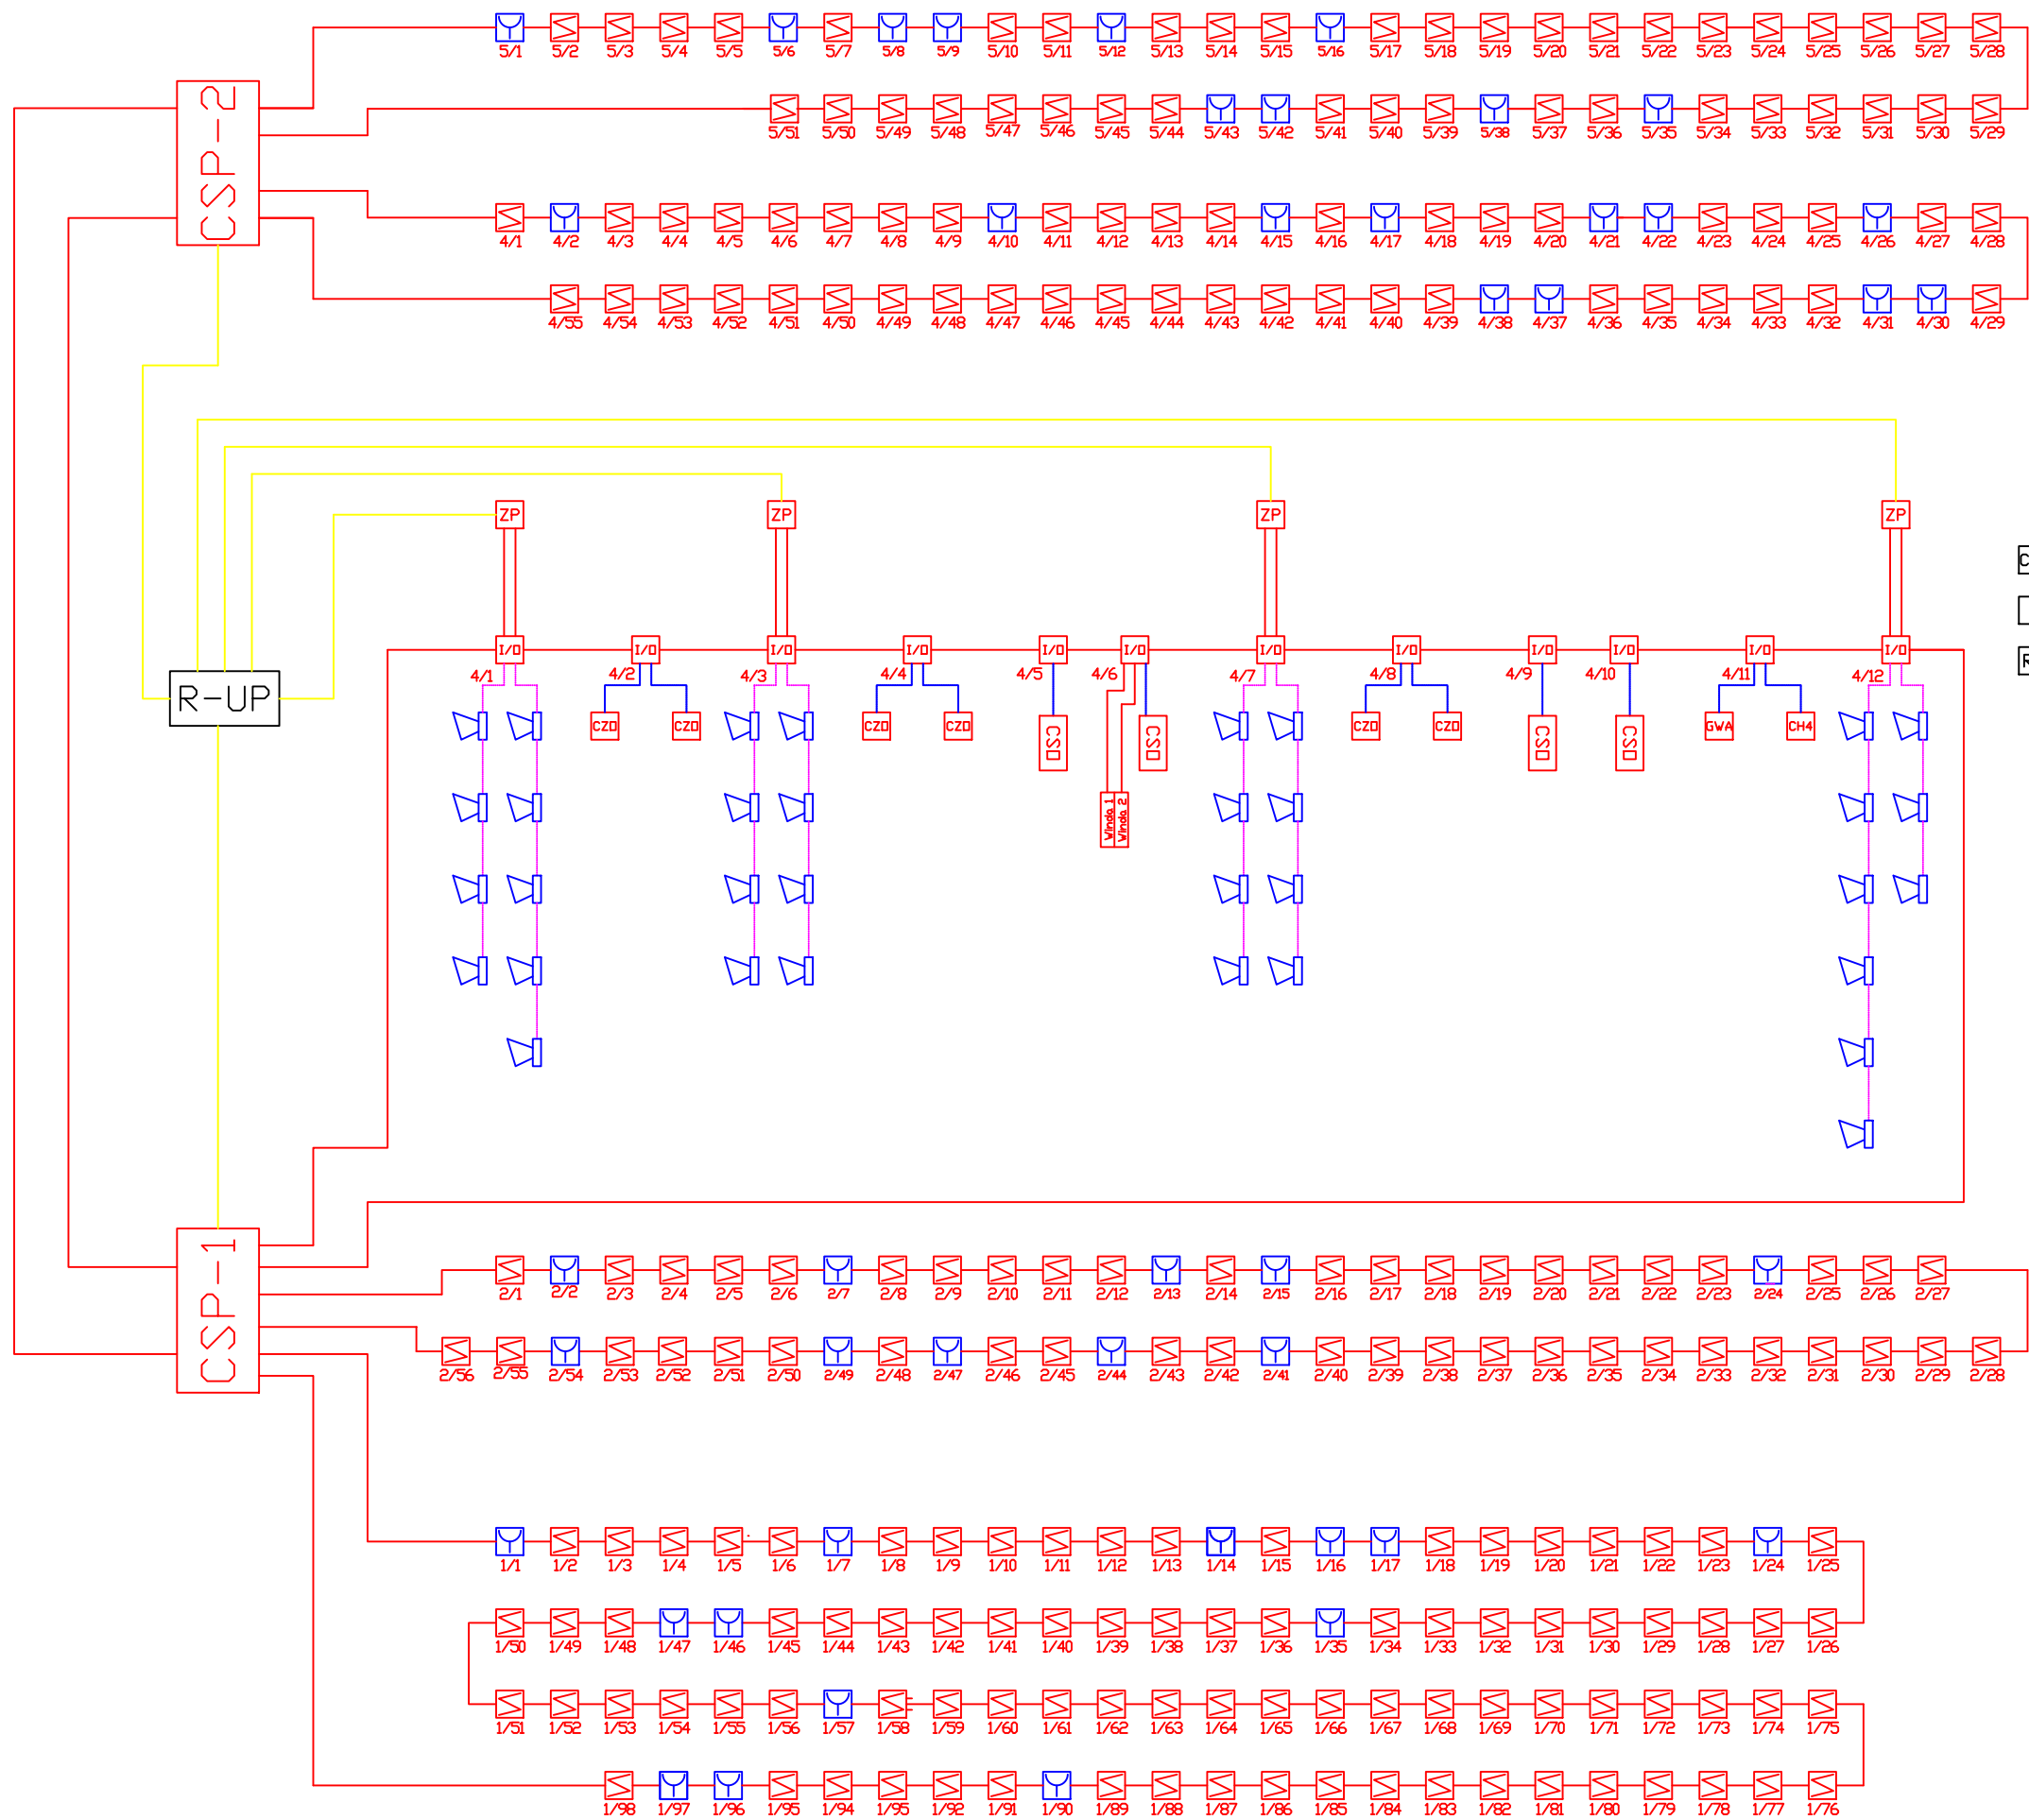 5/1 5/2 5/3 5/4 5/5 5/6 5/7 5/8 5/9 5/10 5/11 5/12 5/13 5/14 5/15 5/16 5/17 5/18 5/19 5/20 5/21 5/22 5/23 5/24 5/25 5/26 5/27 5/28
CSP-2
5/51 5/50 5/49 5/48 5/47 5/46 5/45 5/44 5/43 5/42 5/41 5/40 5/39 5/38 5/37 5/36 5/35 5/34 5/33 5/32 5/31 5/30 5/29
4/1 4/2 4/3 4/4 4/5 4/6 4/7 4/8 4/9 4/10 4/11 4/12 4/13 4/14 4/15 4/16 4/17 4/18 4/19 4/20 4/21 4/22 4/23 4/24 4/25 4/26 4/27 4/28
4/55 4/54 4/53 4/52 4/51 4/50 4/49 4/48 4/47 4/46 4/45 4/44 4/43 4/42 4/41 4/40 4/39 4/38 4/37 4/36 4/35 4/34 4/33 4/32 4/31 4/30 4/29
ZP ZP ZP ZP
I/O I/O I/O I/O I/O I/O I/O I/O I/O I/O I/O I/O
4/1 4/2 4/3 4/4 4/5 4/6 4/7 4/8 4/9 4/10 4/11 4/12
R-UP
CZO CZO CZO CZO CSO CSO CZO CZO CSO CSO GWA CH4
Winda 1
Winda 2
CSP-1
2/1 2/2 2/3 2/4 2/5 2/6 2/7 2/8 2/9 2/10 2/11 2/12 2/13 2/14 2/15 2/16 2/17 2/18 2/19 2/20 2/21 2/22 2/23 2/24 2/25 2/26 2/27
2/56 2/55 2/54 2/53 2/52 2/51 2/50 2/49 2/48 2/47 2/46 2/45 2/44 2/43 2/42 2/41 2/40 2/39 2/38 2/37 2/36 2/35 2/34 2/33 2/32 2/31 2/30 2/29 2/28
1/1 1/2 1/3 1/4 1/5 1/6 1/7 1/8 1/9 1/10 1/11 1/12 1/13 1/14 1/15 1/16 1/17 1/18 1/19 1/20 1/21 1/22 1/23 1/24 1/25
1/50 1/49 1/48 1/47 1/46 1/45 1/44 1/43 1/42 1/41 1/40 1/39 1/38 1/37 1/36 1/35 1/34 1/33 1/32 1/31 1/30 1/29 1/28 1/27 1/26
1/51 1/52 1/53 1/54 1/55 1/56 1/57 1/58 1/59 1/60 1/61 1/62 1/63 1/64 1/65 1/66 1/67 1/68 1/69 1/70 1/71 1/72 1/73 1/74 1/75
1/98 1/97 1/96 1/95 1/94 1/95 1/92 1/91 1/90 1/89 1/88 1/87 1/86 1/85 1/84 1/83 1/82 1/81 1/80 1/79 1/78 1/77 1/76